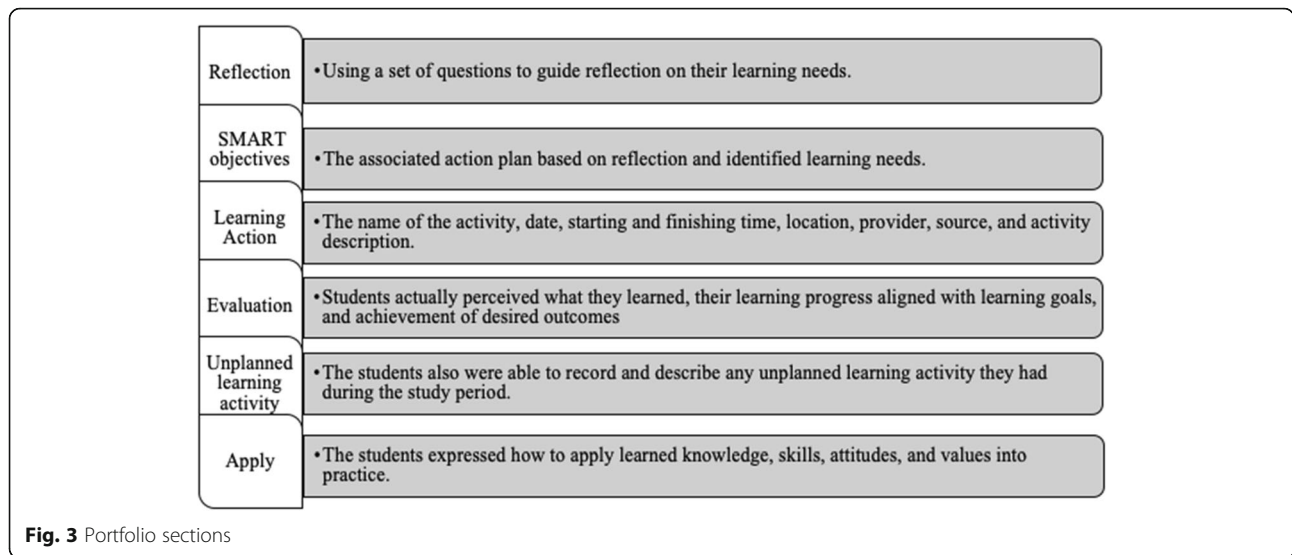 Reflection
•Using a set of questions to guide reflection on their learning needs.
SMART
objectives
•The associated action plan based on reflection and identified learning needs.
Learning
Action
•The name of the activity, date, starting and finishing time, location, provider, source, and activity
description.
Evaluation
•Students actually perceived what they learned, their learning progress aligned with learning goals,
and achievement of desired outcomes
Unplanned
learning
activity
•The students also were able to record and describe any unplanned learning activity they had
during the study period.
Apply
•The students expressed how to apply learned knowledge, skills, attitudes, and values into
practice.
Fig. 3 Portfolio sections